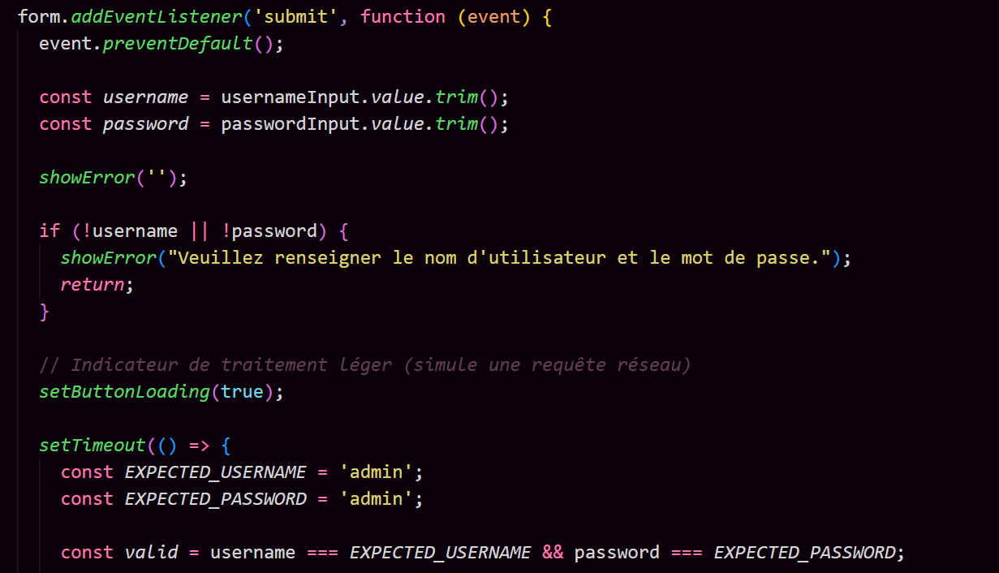 form.addEventListener('submit', function (event) {
event.preventDefault();
const username = usernameInput.value.trim();
const password = passwordInput.value.trim();
showError('');
if (!username || !password) {
showError("Veuillez renseigner le nom d'utilisateur et le mot de passe.");
return;
}
// Indicateur de traitement léger (simule une requête réseau)
setButtonLoading(true);
setTimeout(() => {
const EXPECTED_USERNAME = 'admin';
const EXPECTED_PASSWORD = 'admin';
const valid = username === EXPECTED_USERNAME && password === EXPECTED_PASSWORD;